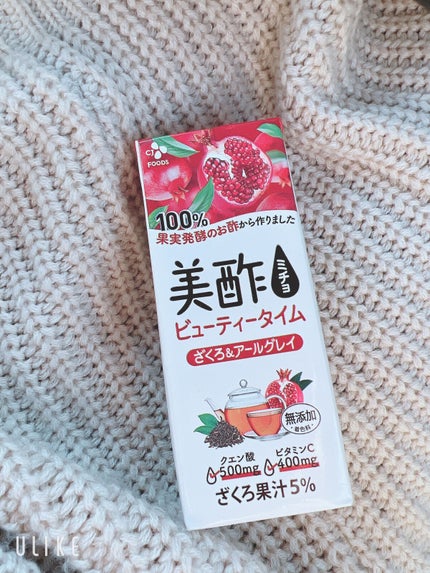 CJ
FOODS
100%
果実発酵のお酢から作りました
美酢
ミチョ
ビューティータイム
ざくろ&アールグレイ
無添加
着色料
クエン酸
500mg
ビタミンC
400mg
ざくろ果汁5%
ULIKE